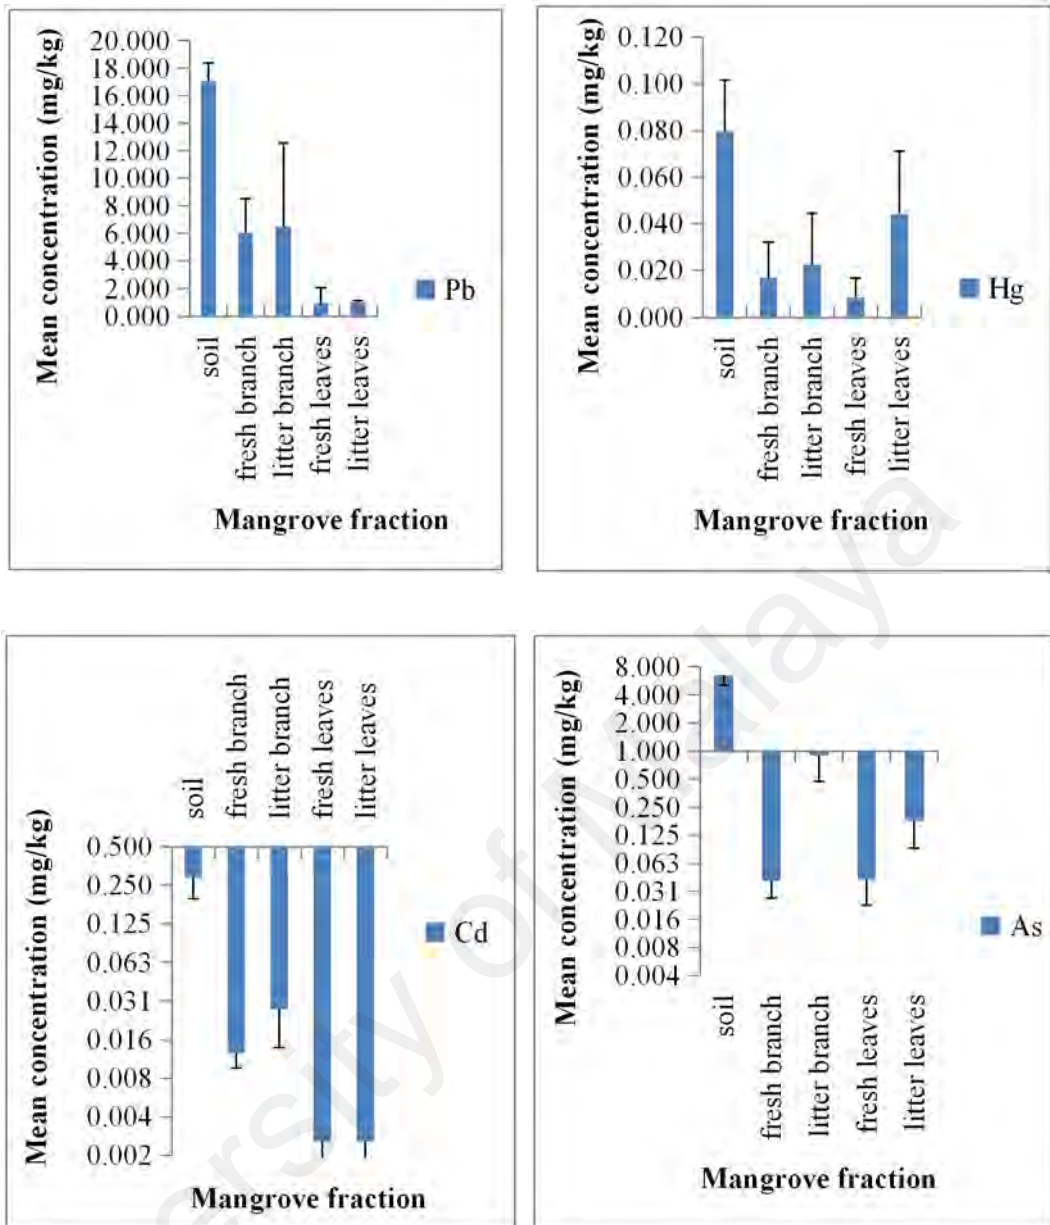 Mean concentration (mg/kg)
20.000
18.000
16.000
14.000
12.000
10.000
8.000
6.000
4.000
2.000
0.000
soil
fresh branch
litter branch
fresh leaves
litter leaves
Pb
Mangrove fraction
Mean concentration (mg/kg)
0.120
0.100
0.080
0.060
0.040
0.020
0.000
soil
fresh branch
litter branch
fresh leaves
litter leaves
Hg
Mangrove fraction
Mean concentration (mg/kg)
soil
fresh branch
litter branch
fresh leaves
litter leaves
0.500
0.250
0.125
0.063
0.031
0.016
0.008
0.004
0.002
Cd
Mangrove fraction
Mean concentration (mg/kg)
8.000
4.000
2.000
1.000
0.500
0.250
0.125
0.063
0.031
0.016
0.008
0.004
soil
fresh branch
litter branch
fresh leaves
litter leaves
As
Mangrove fraction
ersity of Malaya